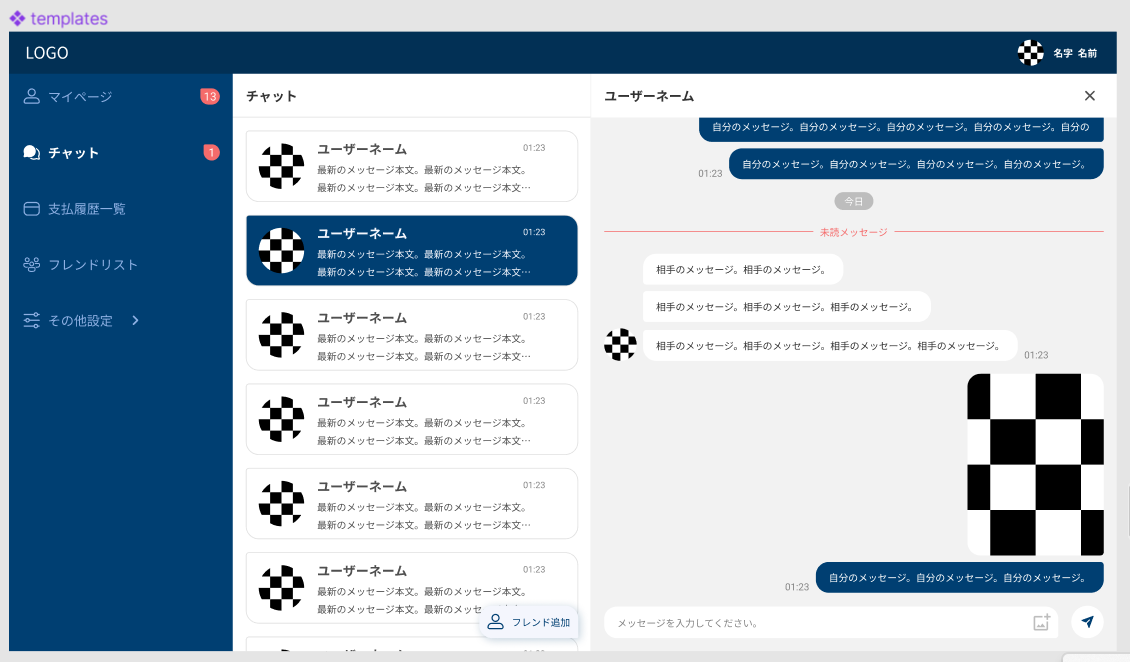 templates
LOGO
名字 名前
マイページ
13
チャット
1
支払履歴一覧
フレンドリスト
その他設定
チャット
ユーザーネーム
01:23
最新のメッセージ本文。最新のメッセージ本文。
最新のメッセージ本文。最新のメッセージ本文…
ユーザーネーム
01:23
最新のメッセージ本文。最新のメッセージ本文。
最新のメッセージ本文。最新のメッセージ本文…
ユーザーネーム
01:23
最新のメッセージ本文。最新のメッセージ本文。
最新のメッセージ本文。最新のメッセージ本文…
ユーザーネーム
01:23
最新のメッセージ本文。最新のメッセージ本文。
最新のメッセージ本文。最新のメッセージ本文…
ユーザーネーム
01:23
最新のメッセージ本文。最新のメッセージ本文。
最新のメッセージ本文。最新のメッセージ本文…
ユーザーネーム
01:23
最新のメッセージ本文。最新のメッセージ本文。
最新のメッセージ本文。最新のメッセー
フレンド追加
ユーザーネーム
自分のメッセージ。自分のメッセージ。自分のメッセージ。自分のメッセージ。自分の
自分のメッセージ。自分のメッセージ。自分のメッセージ。自分のメッセージ。
01:23
今日
未読メッセージ
相手のメッセージ。相手のメッセージ。
相手のメッセージ。相手のメッセージ。相手のメッセージ。
相手のメッセージ。相手のメッセージ。相手のメッセージ。相手のメッセージ。
01:23
自分のメッセージ。自分のメッセージ。自分のメッセージ。
01:23
メッセージを入力してください。